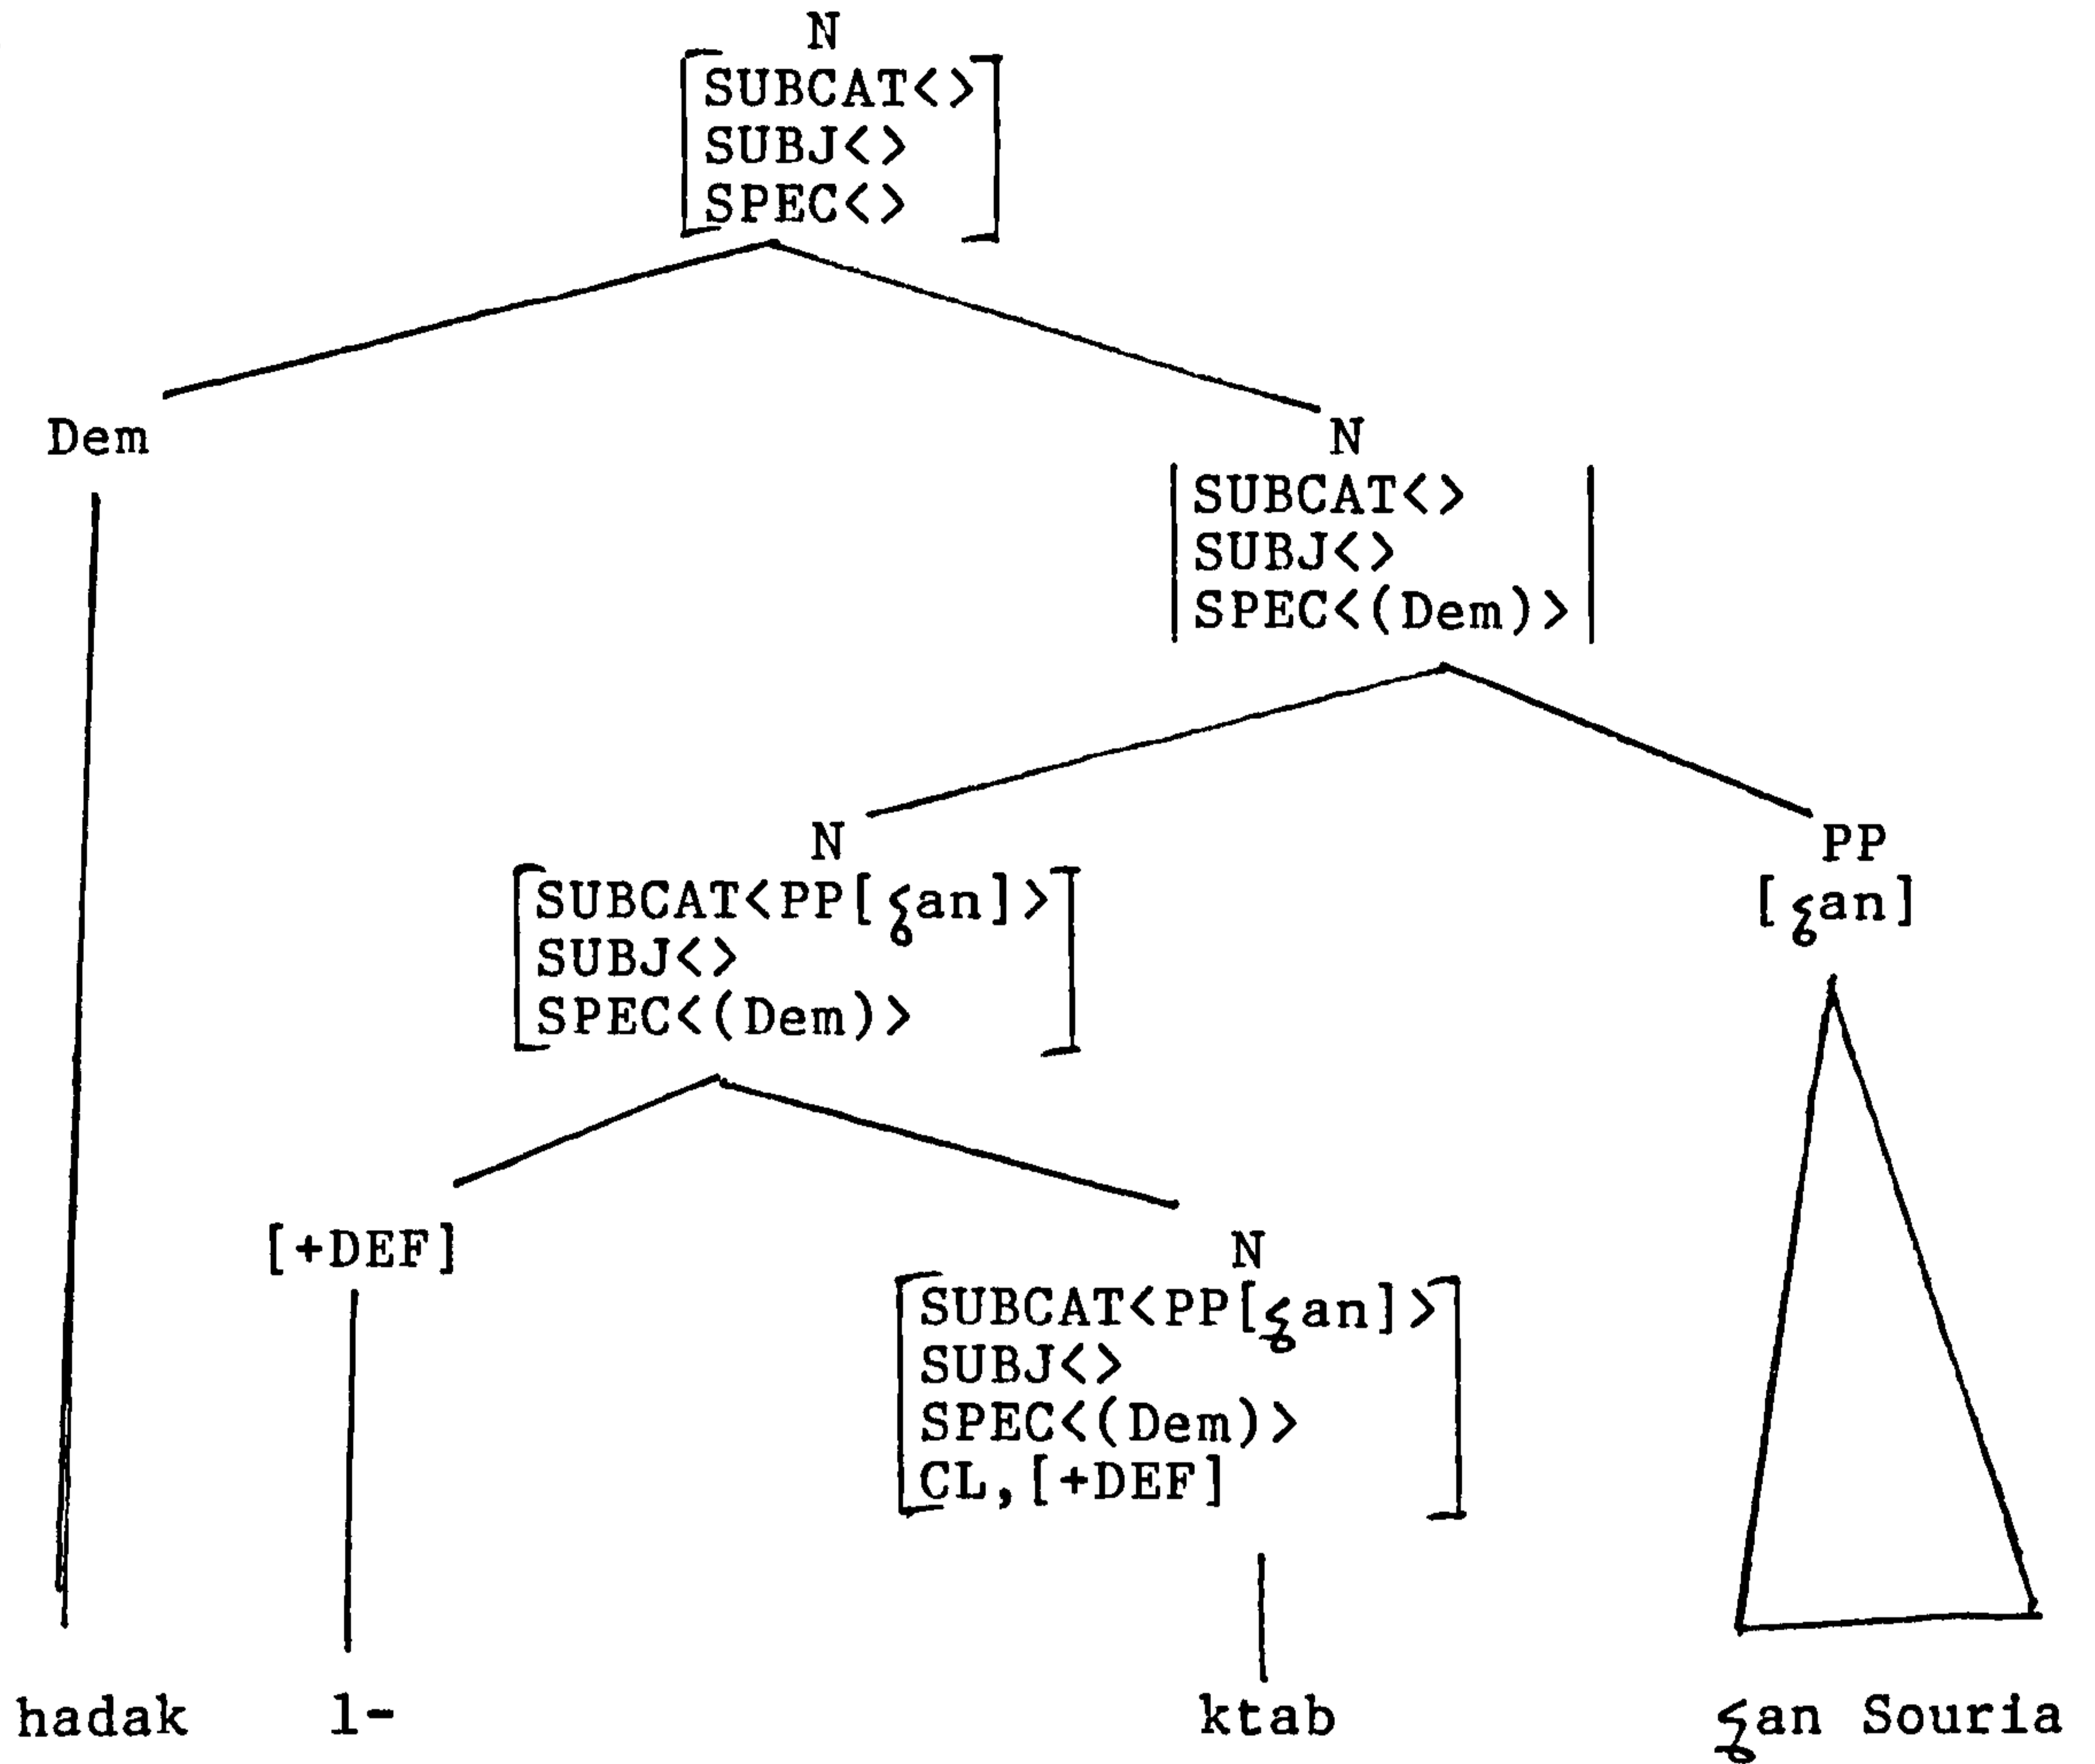 N
SUBCAT<>
SUBJ<>
SPEC<>
Dem
N
SUBCAT<>
SUBJ<>
SPEC<(Dem)>
N
SUBCAT<PP[ʕan]>
SUBJ<>
SPEC<(Dem)>
PP
[ʕan]
[+DEF]
N
SUBCAT<PP[ʕan]>
SUBJ<>
SPEC<(Dem)>
CL,[+DEF]
hadak l- ktab ʕan Souria